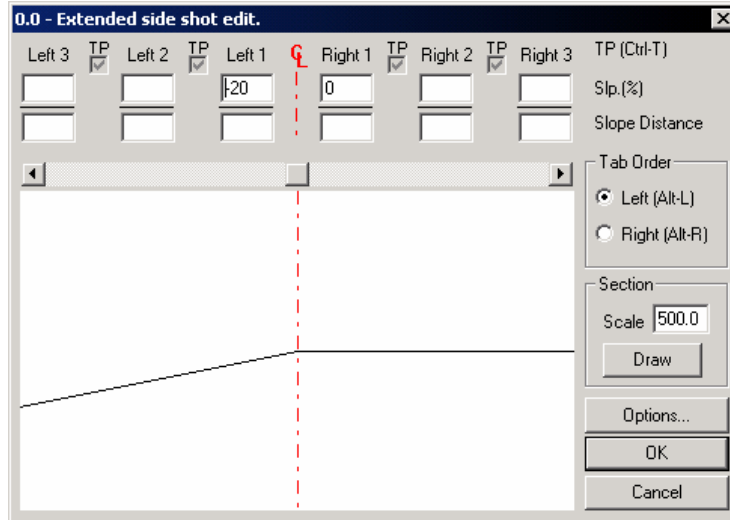 0.0 - Extended side shot edit.
Left 3 TP Left 2 TP Left 1 CL Right 1 TP Right 2 TP Right 3 TP (Ctrl-T)
-20 0 Slp.(%)
Slope Distance
Tab Order
Left (Alt-L)
Right (Alt-R)
Section
Scale 500.0
Draw
Options...
OK
Cancel